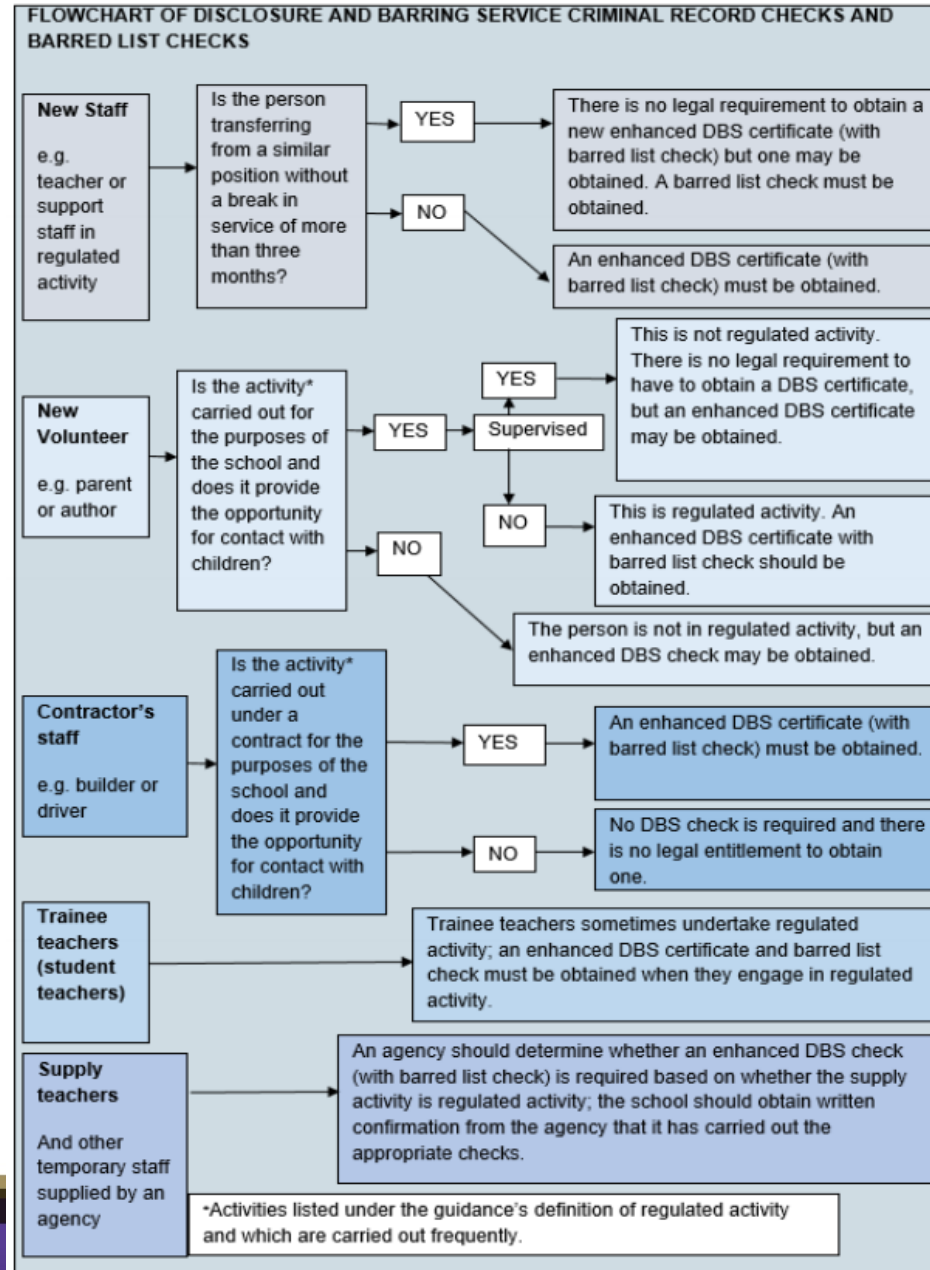 FLOWCHART OF DISCLOSURE AND BARRING SERVICE CRIMINAL RECORD CHECKS AND
BARRED LIST CHECKS
New Staff
e.g.
teacher or
support
staff in
regulated
activity
Is the person
transferring
from a similar
position without
a break in
service of more
than three
months?
YES
NO
There is no legal requirement to obtain a
new enhanced DBS certificate (with
barred list check) but one may be
obtained. A barred list check must be
obtained.
An enhanced DBS certificate (with
barred list check) must be obtained.
New
Volunteer
e.g. parent
or author
Is the activity*
carried out for
the purposes of
the school and
does it provide
the opportunity
for contact with
children?
YES
NO
Supervised
YES
NO
This is not regulated activity.
There is no legal requirement to
have to obtain a DBS certificate,
but an enhanced DBS certificate
may be obtained.
This is regulated activity. An
enhanced DBS certificate with
barred list check should be
obtained.
The person is not in regulated activity, but an
enhanced DBS check may be obtained.
Contractor's
staff
e.g. builder or
driver
Is the activity*
carried out
under a
contract for the
purposes of the
school and
does it provide
the opportunity
for contact with
children?
YES
NO
An enhanced DBS certificate (with
barred list check) must be obtained.
No DBS check is required and there
is no legal entitlement to obtain
one.
Trainee
teachers
(student
teachers)
Trainee teachers sometimes undertake regulated
activity; an enhanced DBS certificate and barred list
check must be obtained when they engage in regulated
activity.
Supply
teachers
And other
temporary staff
supplied by an
agency
An agency should determine whether an enhanced DBS check
(with barred list check) is required based on whether the supply
activity is regulated activity; the school should obtain written
confirmation from the agency that it has carried out the
appropriate checks.
*Activities listed under the guidance's definition of regulated activity
and which are carried out frequently.